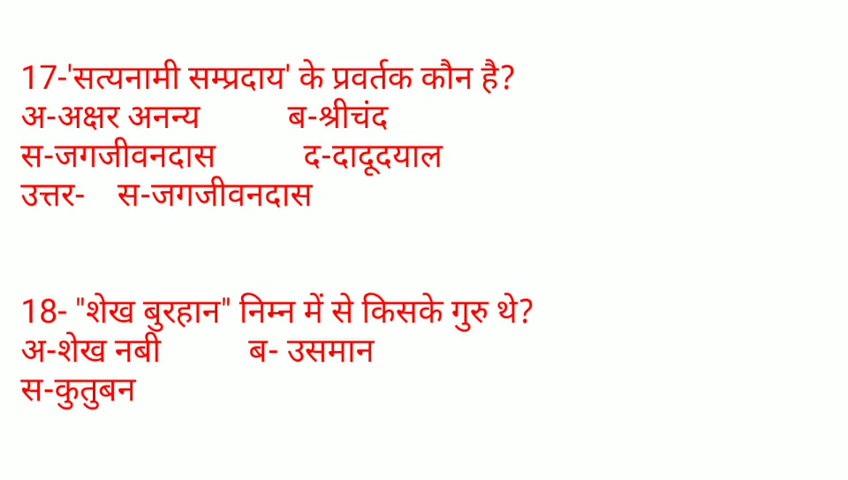 17-'सत्यनामी सम्प्रदाय' के प्रवर्तक कौन है?
अ-अक्षर अनन्य ब-श्रीचंद
स-जगजीवनदास द-दादूदयाल
उत्तर- स-जगजीवनदास
18- "शेख बुरहान" निम्न में से किसके गुरु थे?
अ-शेख नबी ब- उसमान
स-कुतुबन